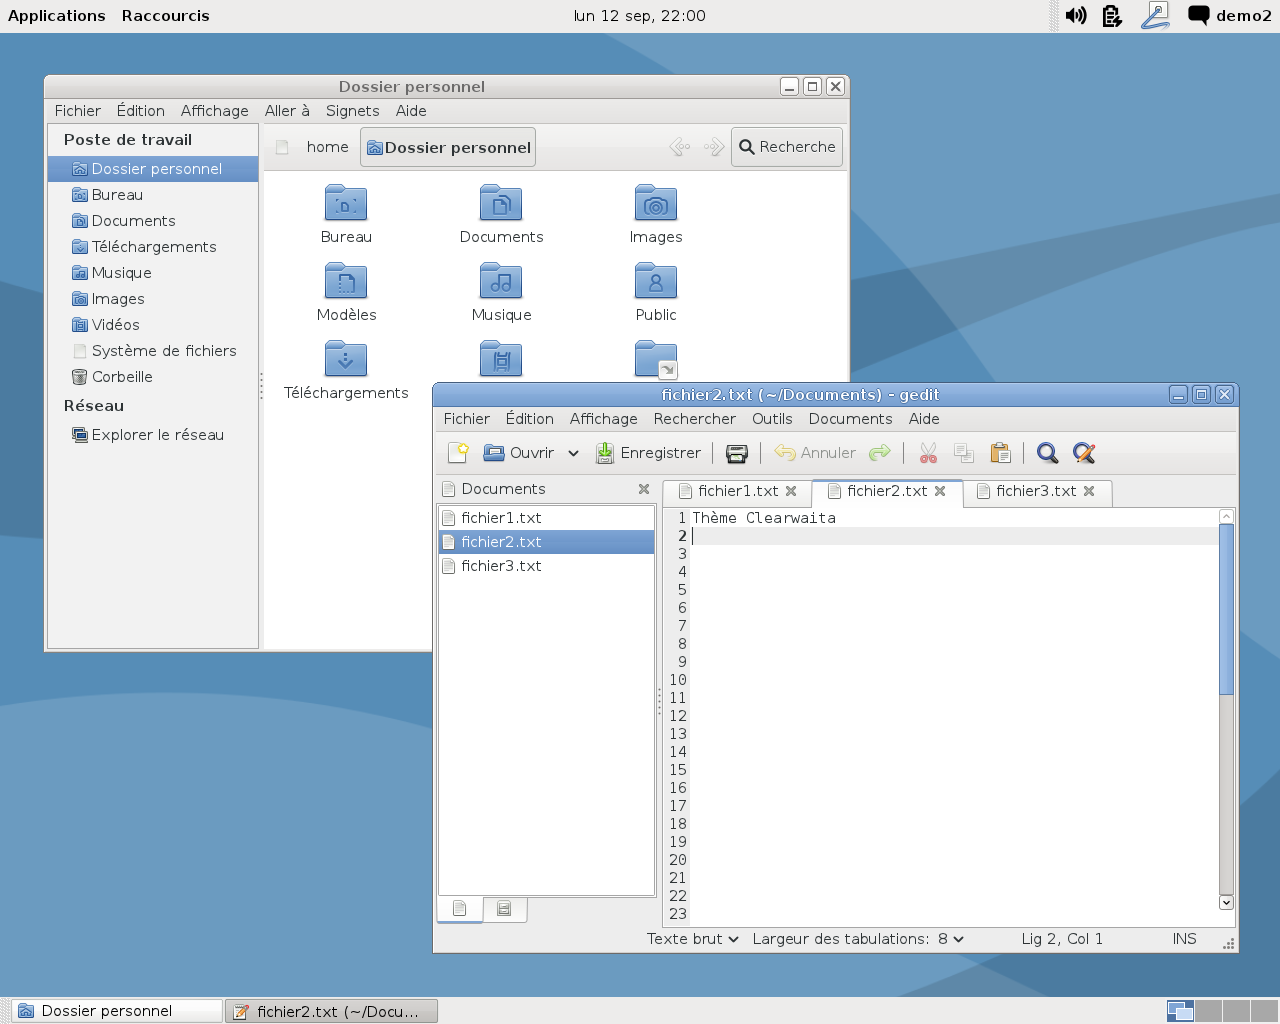 Applications Raccourcis lun 12 sep, 22:00 demo2
Dossier personnel
Fichier Édition Affichage Aller à Signets Aide
Poste de travail
Dossier personnel
Bureau
Documents
Téléchargements
Musique
Images
Vidéos
Système de fichiers
Corbeille
Réseau
Explorer le réseau
home Dossier personnel Recherche
Bureau Documents Images
Modèles Musique Public
Téléchargements
fichier2.txt (~/Documents) - gedit
Fichier Édition Affichage Rechercher Outils Documents Aide
Ouvrir Enregistrer Annuler
Documents
fichier1.txt
fichier2.txt
fichier3.txt
fichier1.txt fichier2.txt fichier3.txt
1 Thème Clearwaita
2
3
4
5
6
7
8
9
10
11
12
13
14
15
16
17
18
19
20
21
22
23
Texte brut Largeur des tabulations: 8 Lig 2, Col 1 INS
Dossier personnel fichier2.txt (~/Docu...